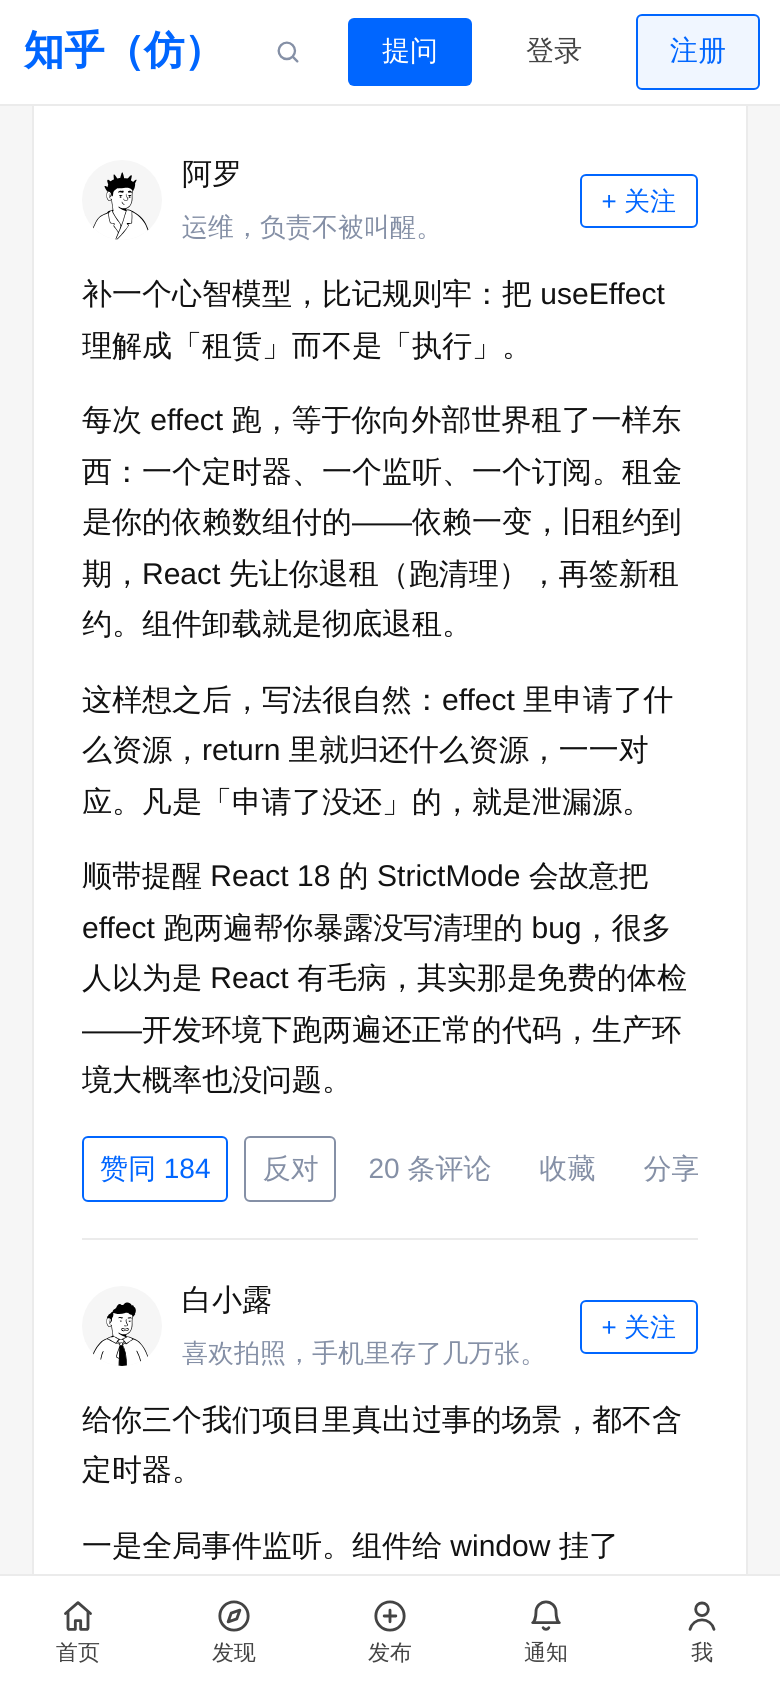 知乎（仿）
提问
登录
注册
阿罗
运维，负责不被叫醒。
+ 关注
补一个心智模型，比记规则牢：把 useEffect
理解成「租赁」而不是「执行」。
每次 effect 跑，等于你向外部世界租了一样东
西：一个定时器、一个监听、一个订阅。租金
是你的依赖数组付的——依赖一变，旧租约到
期，React 先让你退租（跑清理），再签新租
约。组件卸载就是彻底退租。
这样想之后，写法很自然：effect 里申请了什
么资源，return 里就归还什么资源，一一对
应。凡是「申请了没还」的，就是泄漏源。
顺带提醒 React 18 的 StrictMode 会故意把
effect 跑两遍帮你暴露没写清理的 bug，很多
人以为是 React 有毛病，其实那是免费的体检
——开发环境下跑两遍还正常的代码，生产环
境大概率也没问题。
赞同 184
反对
20 条评论
收藏
分享
白小露
喜欢拍照，手机里存了几万张。
+ 关注
给你三个我们项目里真出过事的场景，都不含
定时器。
一是全局事件监听。组件给 window 挂了
首页
发现
发布
通知
我